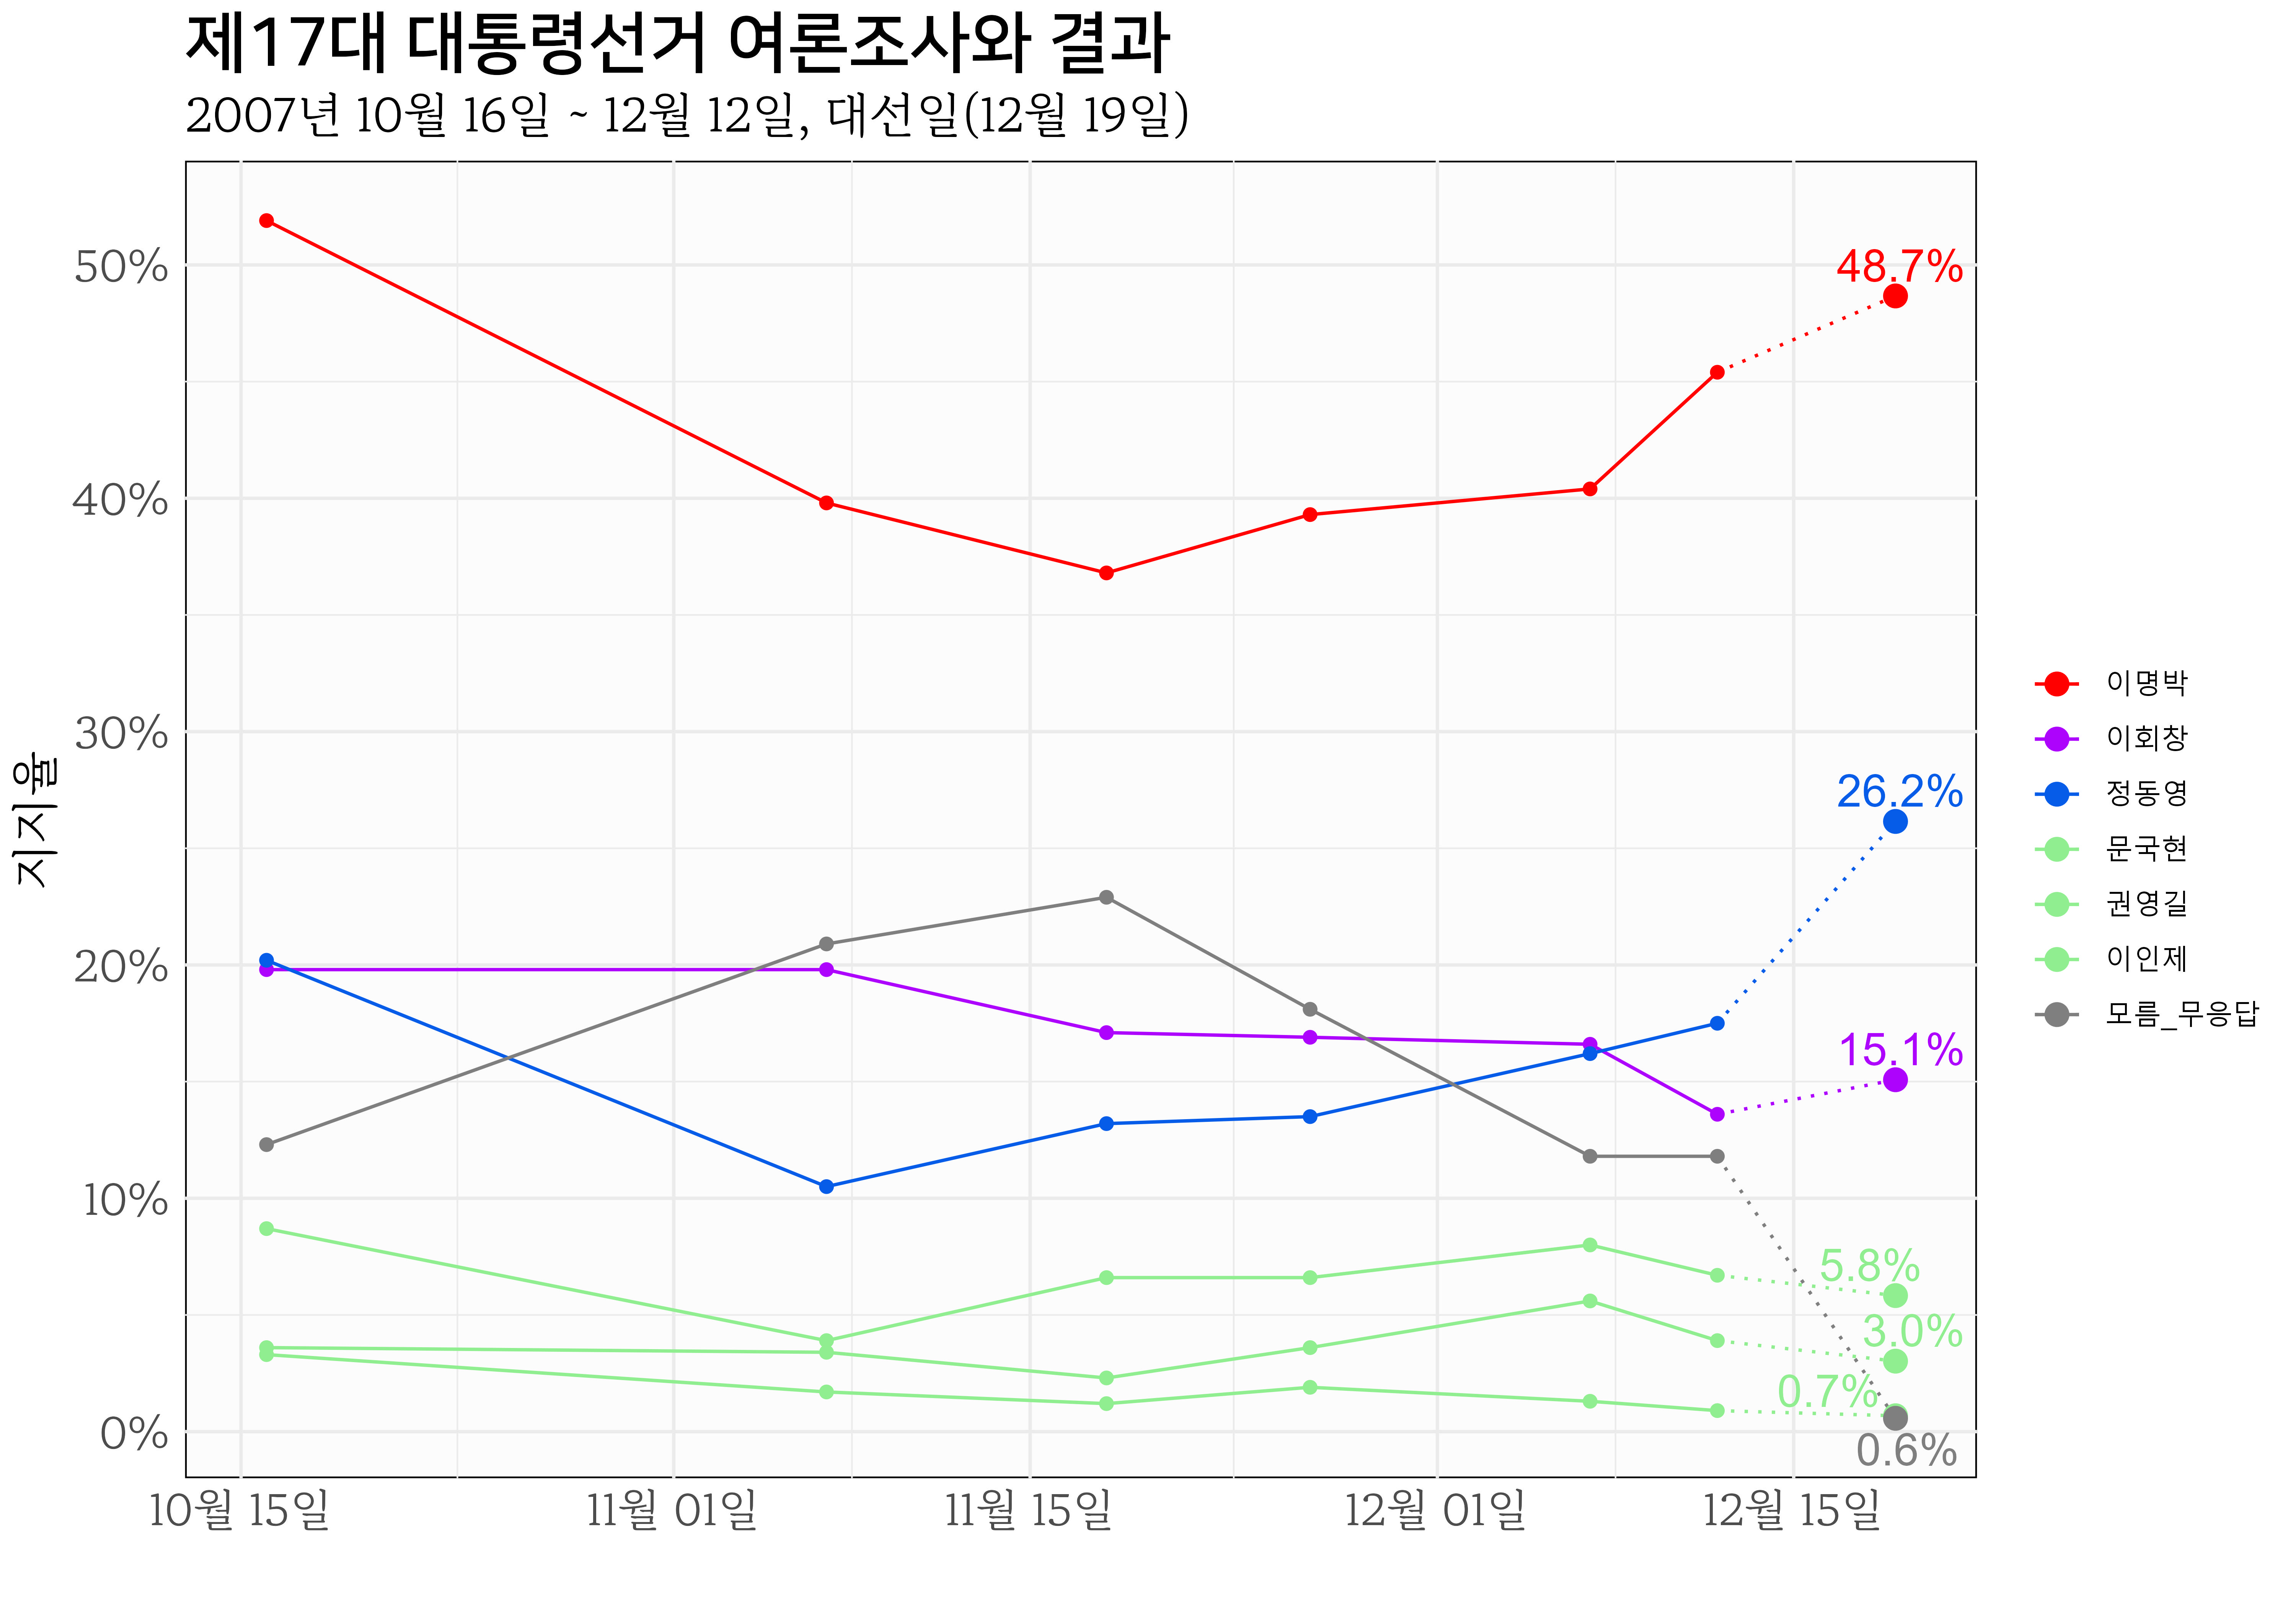 제17대 대통령선거 여론조사와 결과
2007년 10월 16일 ~ 12월 12일, 대선일(12월 19일)
지지율
50%
40%
30%
20%
10%
0%
48.7%
26.2%
15.1%
5.8%
3.0%
0.7%
0.6%
10월 15일
11월 01일
11월 15일
12월 01일
12월 15일
이명박
이회창
정동영
문국현
권영길
이인제
모름_무응답